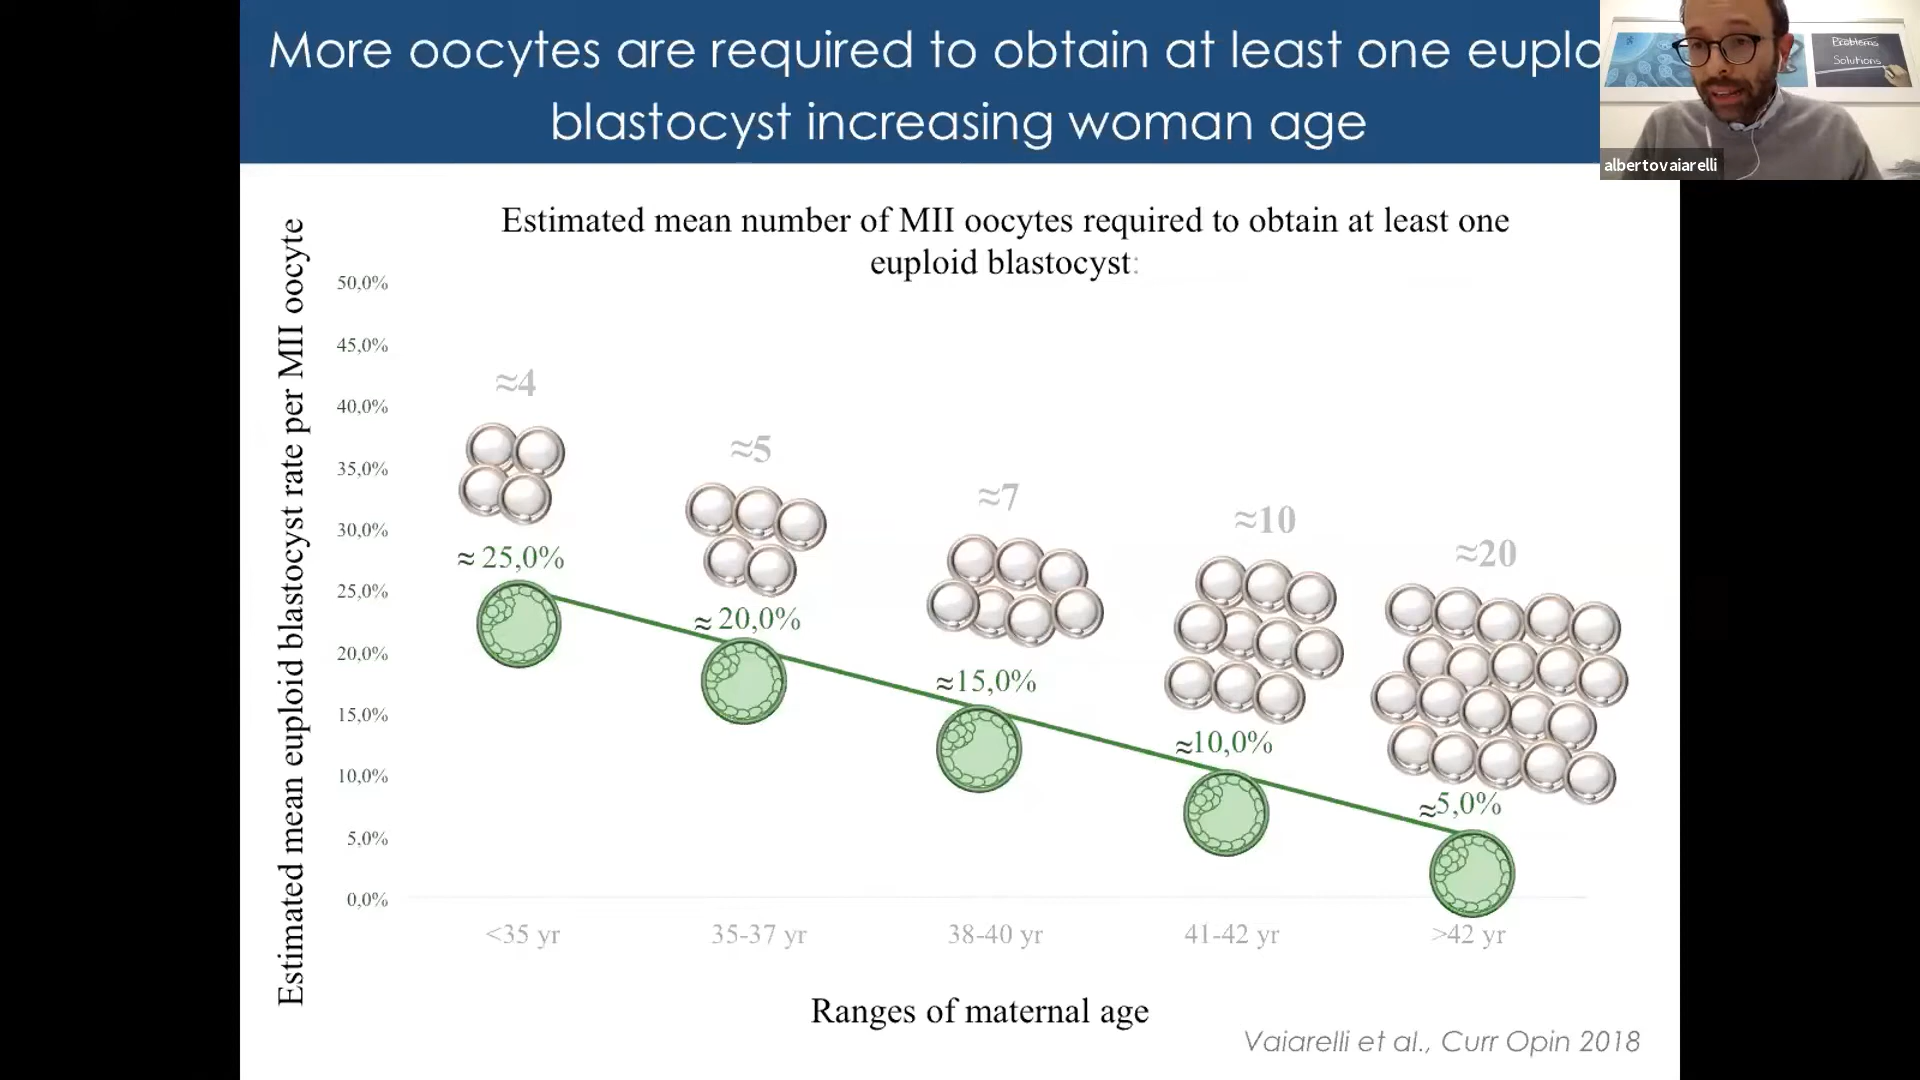 More oocytes are required to obtain at least one euplo
blastocyst increasing woman age
Problems
Solutions
albertovaiarelli
Estimated mean number of MII oocytes required to obtain at least one
euploid blastocyst:
Estimated mean euploid blastocyst rate per MII oocyte
50,0%
45,0%
40,0%
35,0%
30,0%
25,0%
20,0%
15,0%
10,0%
5,0%
0,0%
≈4
≈5
≈7
≈10
≈20
≈ 25,0%
≈ 20,0%
≈15,0%
≈10,0%
≈5,0%
<35 yr
35-37 yr
38-40 yr
41-42 yr
>42 yr
Ranges of maternal age
Vaiarelli et al., Curr Opin 2018